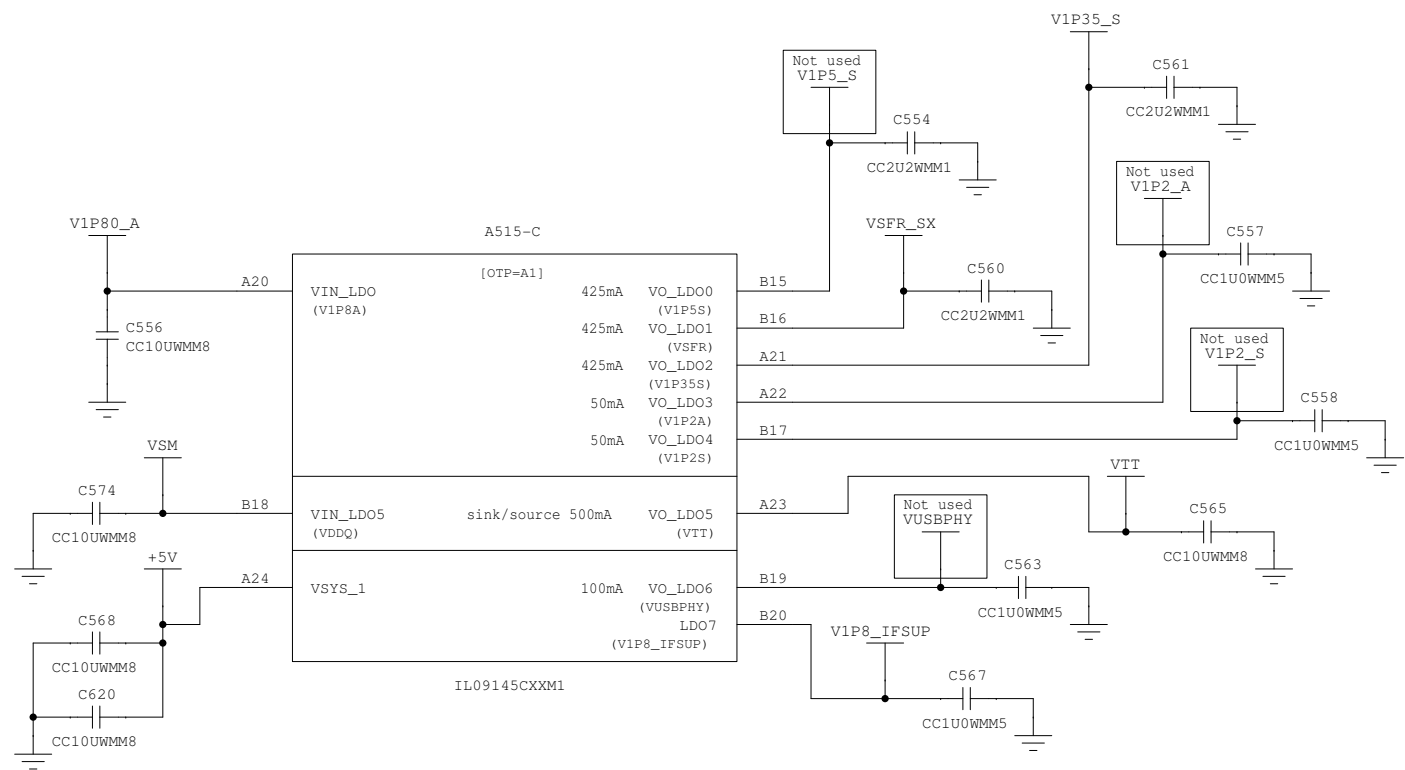 V1P35_S
Not used
V1P5_S
C561
CC2U2WMM1
C554
CC2U2WMM1
Not used
V1P2_A
V1P80_A
A515-C
VSFR_SX
C557
CC1U0WMM5
[OTP=A1]
C560
CC2U2WMM1
A20 VIN_LDO 425mA VO_LDO0 B15
(V1P8A) (V1P5S)
C556
CC10UWMM8
425mA VO_LDO1 B16
(VSFR)
Not used
V1P2_S
425mA VO_LDO2 A21
(V1P35S)
50mA VO_LDO3 A22
(V1P2A)
C558
CC1U0WMM5
50mA VO_LDO4 B17
(V1P2S)
VSM
VTT
C574
CC10UWMM8
B18 VIN_LDO5 sink/source 500mA VO_LDO5 A23
(VDDQ) (VTT)
Not used
VUSBPHY
C565
CC10UWMM8
+5V
A24 VSYS_1 100mA VO_LDO6 B19
(VUSBPHY)
C563
CC1U0WMM5
C568
CC10UWMM8
LDO7 B20
(V1P8_IFSUP)
V1P8_IFSUP
C620
CC10UWMM8
IL09145CXXM1
C567
CC1U0WMM5